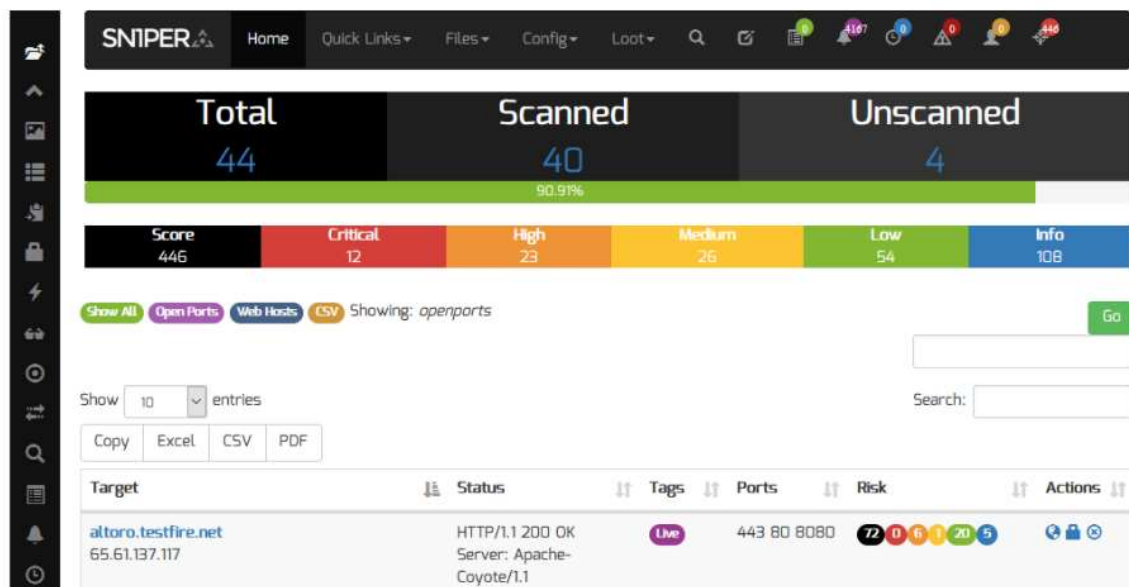 SN1PER Home Quick Links Files Config Loot 0 4167 0 0 0 446
Total Scanned Unscanned
44 40 4
90.91%
Score Critical High Medium Low Info
446 12 23 26 54 108
Show All Open Ports Web Hosts CSV Showing: openports
Go
Show 10 entries
Search:
Copy Excel CSV PDF
Target Status Tags Ports Risk Actions
altoro.testfire.net HTTP/1.1 200 OK Live 443 80 8080 72 0 6 1 20 5
65.61.137.117 Server: Apache-
Coyote/1.1